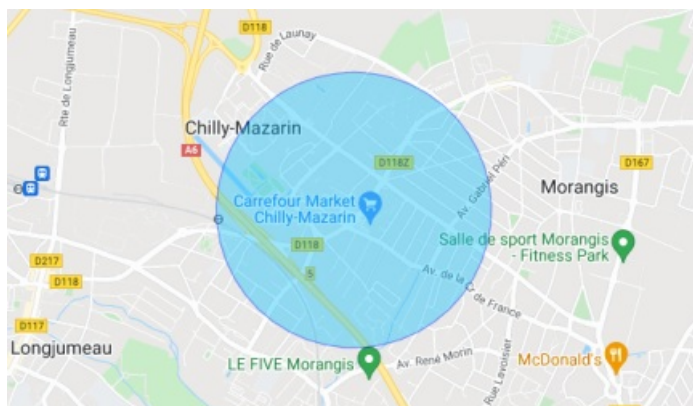 D118
Rue de Launay
Rte de Longjumeau
Chilly-Mazarin
A6
D118Z
D167
Morangis
Carrefour Market
Chilly-Mazarin
Av. Gabriel Péri
Salle de sport Morangis
- Fitness Park
D118
D217
D118
5
Av. de la Cr de France
D117
Longjumeau
LE FIVE Morangis
Av. René Morin
Rue Lavoisier
McDonald's